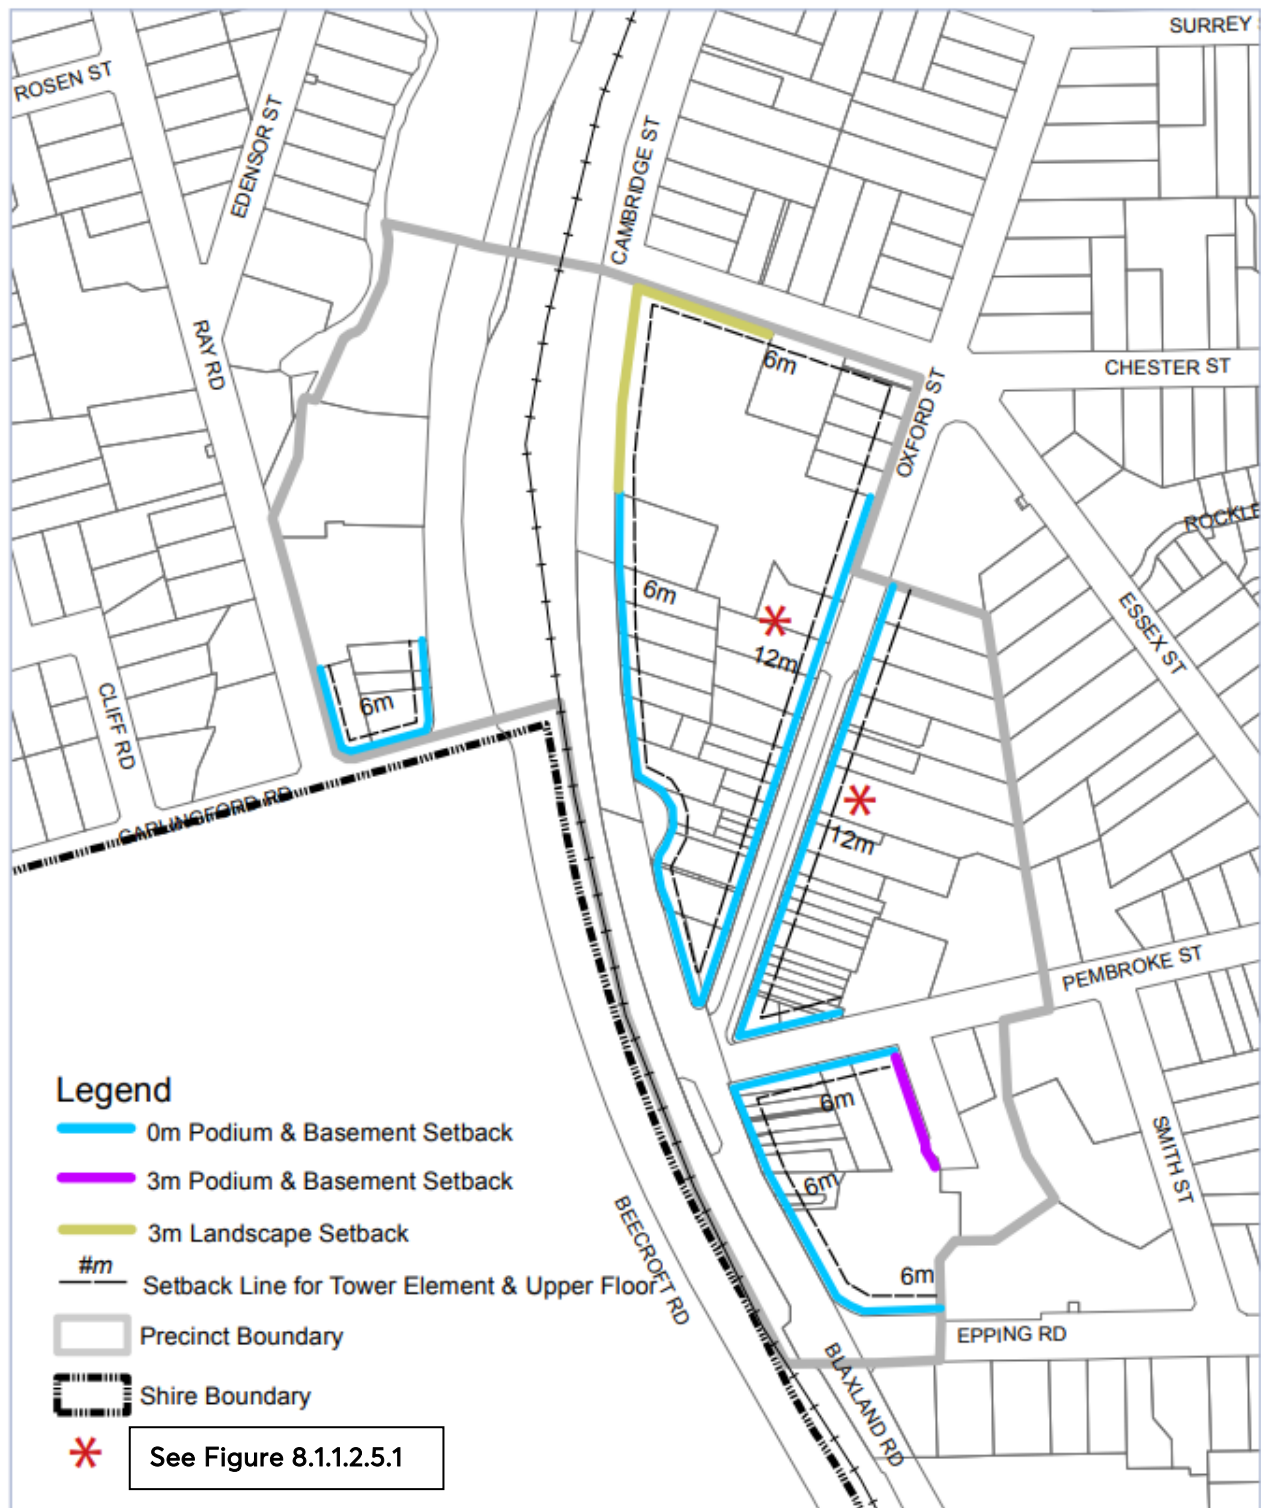 SURREY
ROSEN ST
EDENSOR ST
CAMBRIDGE ST
RAY RD
6m
CHESTER ST
OXFORD ST
ROCKLE
6m
ESSEX ST
12m
6m
CLIFF RD
CARLINGFORD RD
12m
PEMBROKE ST
6m
SMITH ST
6m
BEECROFT RD
6m
EPPING RD
BLAXLAND RD
Legend
0m Podium & Basement Setback
3m Podium & Basement Setback
3m Landscape Setback
#m
Setback Line for Tower Element & Upper Floor
Precinct Boundary
Shire Boundary
* See Figure 8.1.1.2.5.1